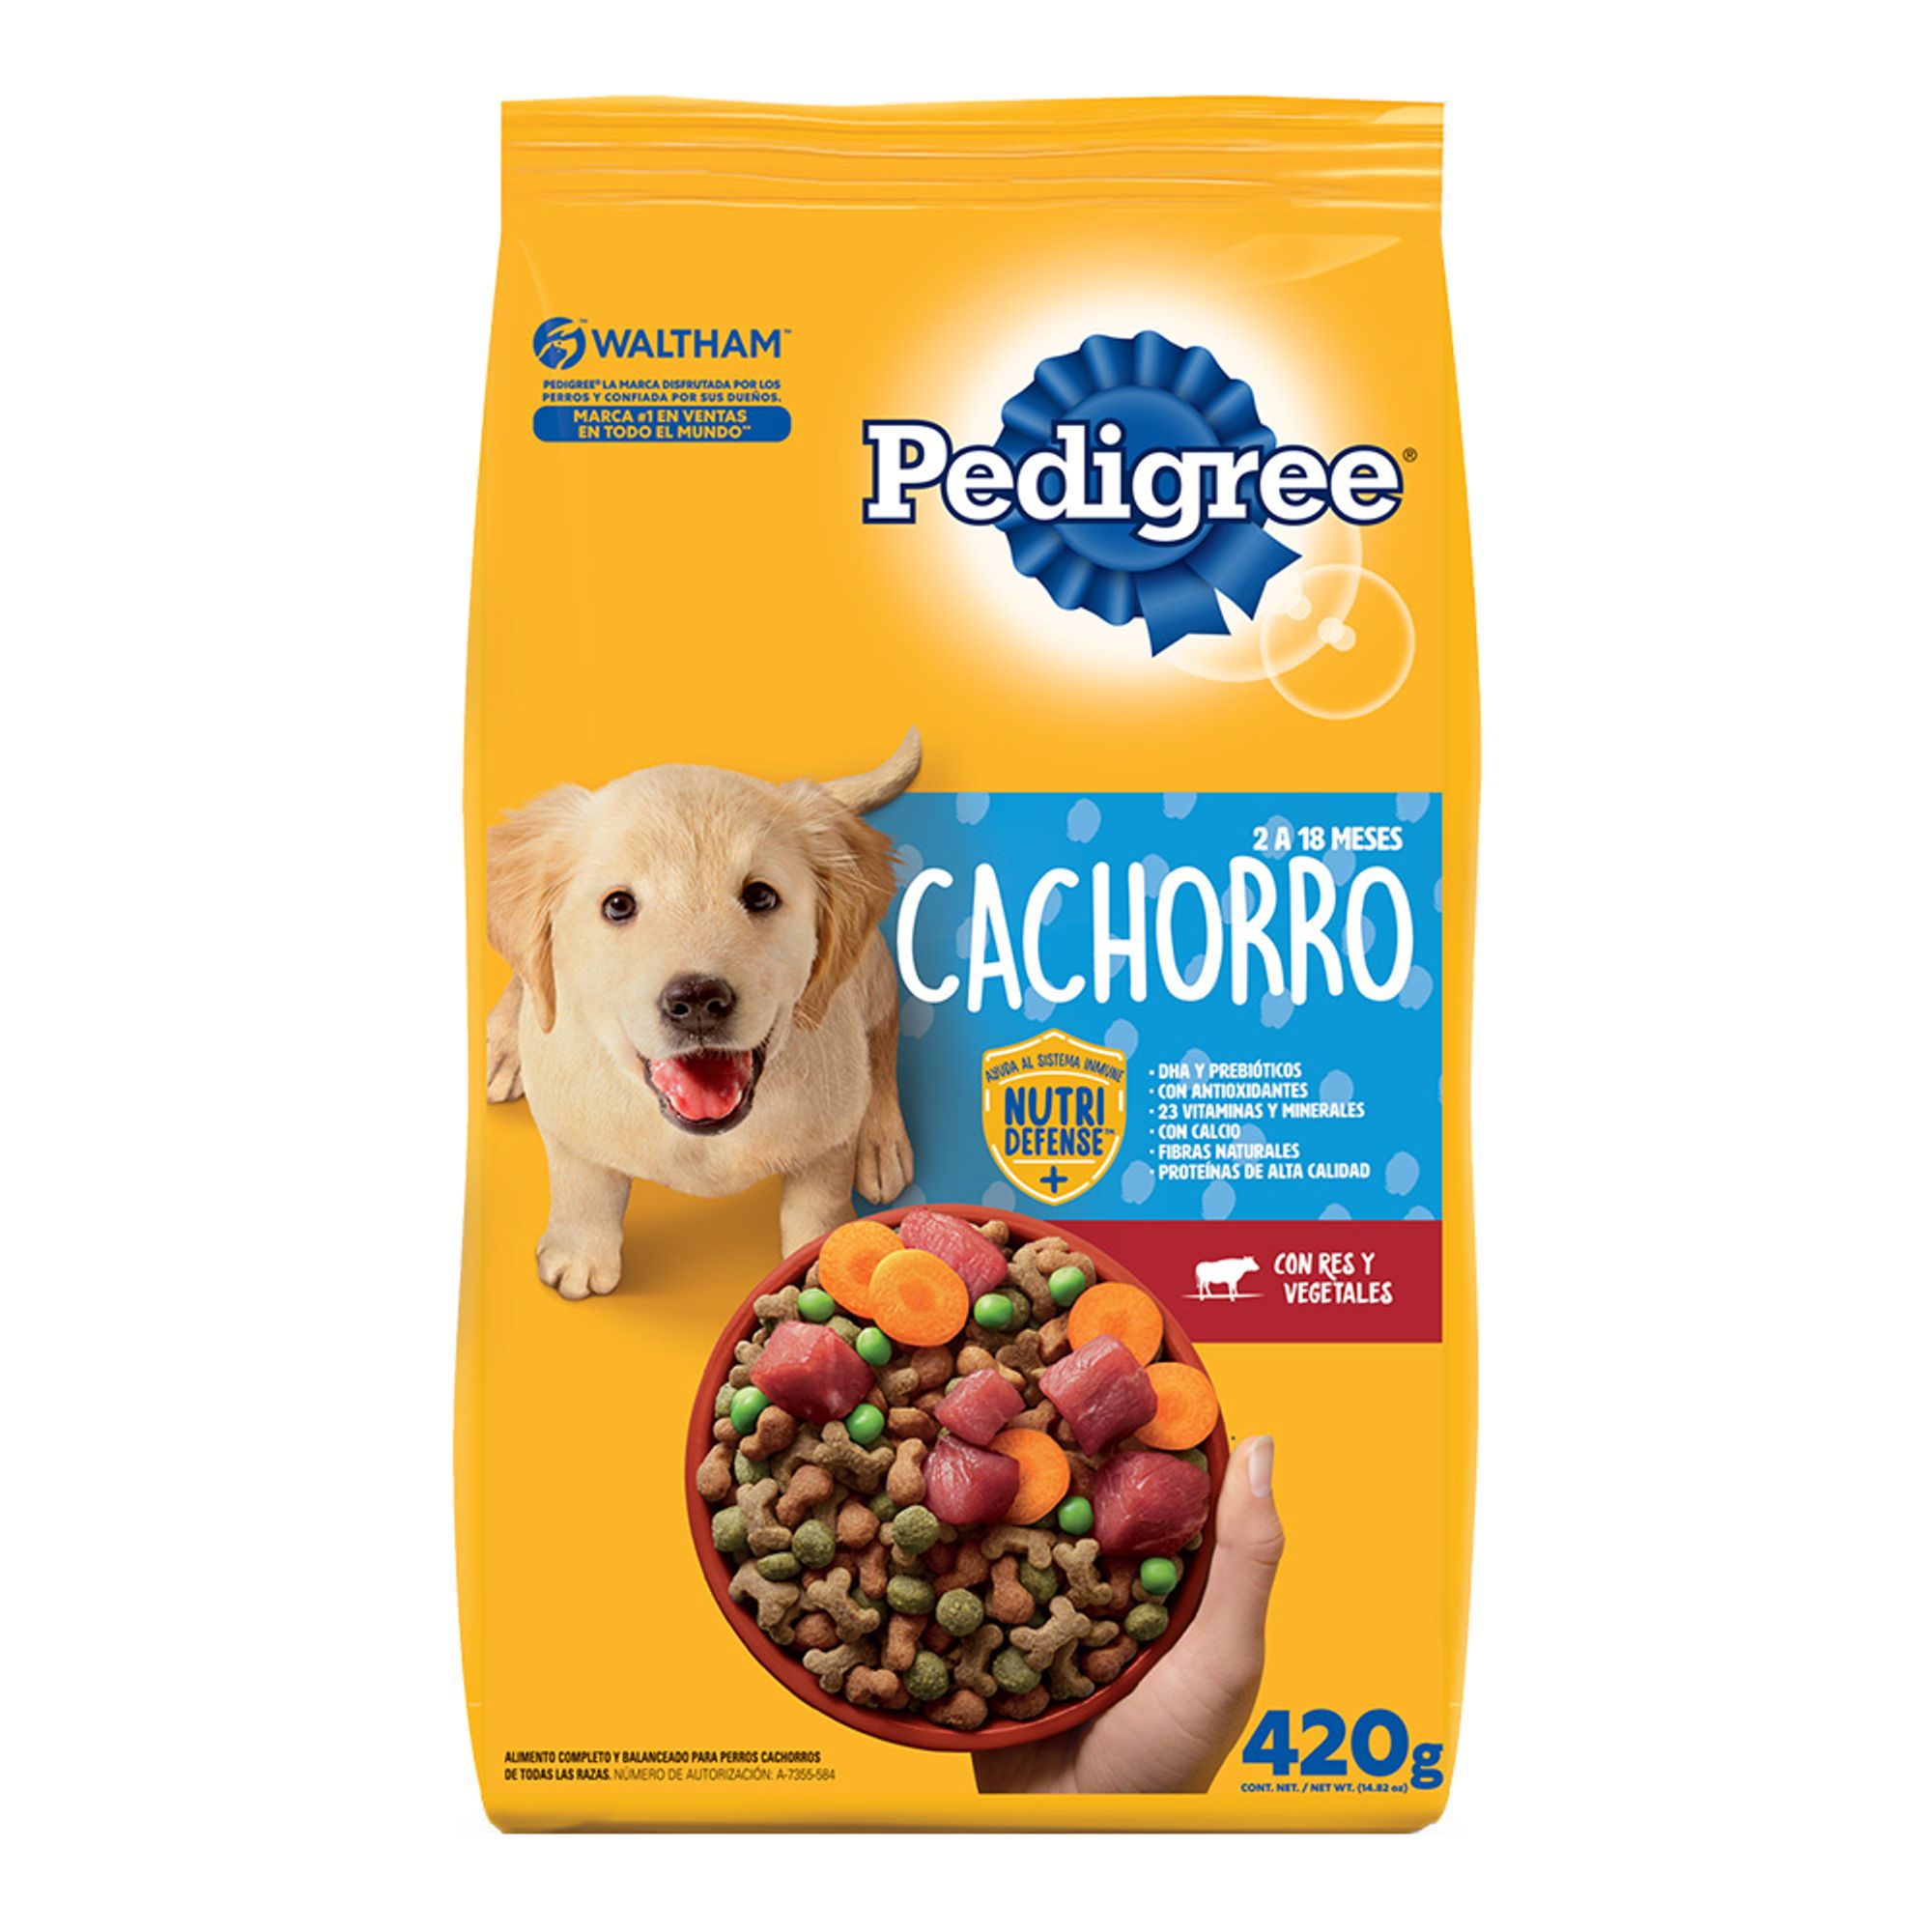 WALTHAM™
PEDIGREE® LA MARCA DISFRUTADA POR LOS
PERROS Y CONFIADA POR SUS DUEÑOS.
MARCA #1 EN VENTAS
EN TODO EL MUNDO**
Pedigree®
2 A 18 MESES
CACHORRO
AYUDA AL SISTEMA INMUNE
NUTRI
DEFENSE™
+
• DHA Y PREBIÓTICOS
• CON ANTIOXIDANTES
• 23 VITAMINAS Y MINERALES
• CON CALCIO
• FIBRAS NATURALES
• PROTEÍNAS DE ALTA CALIDAD
CON RES Y
VEGETALES
ALIMENTO COMPLETO Y BALANCEADO PARA PERROS CACHORROS
DE TODAS LAS RAZAS. NÚMERO DE AUTORIZACIÓN: A-7355-584
420g
CONT. NET. / NET WT. (14.82 oz)